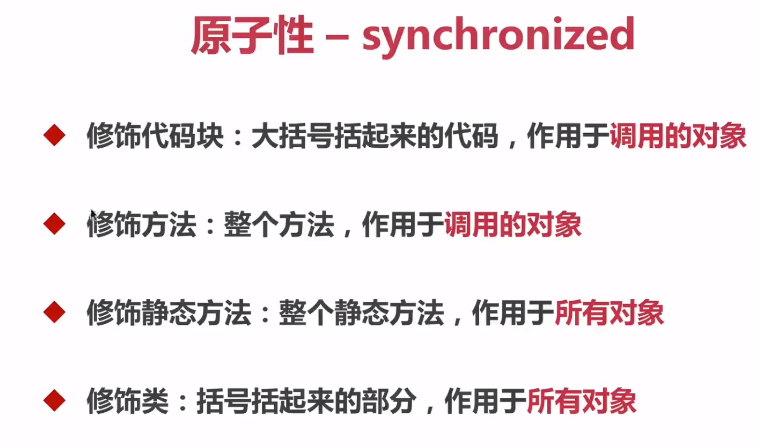 原子性 – synchronized
修饰代码块：大括号括起来的代码，作用于调用的对象
修饰方法：整个方法，作用于调用的对象
修饰静态方法：整个静态方法，作用于所有对象
修饰类：括号括起来的部分，作用于所有对象